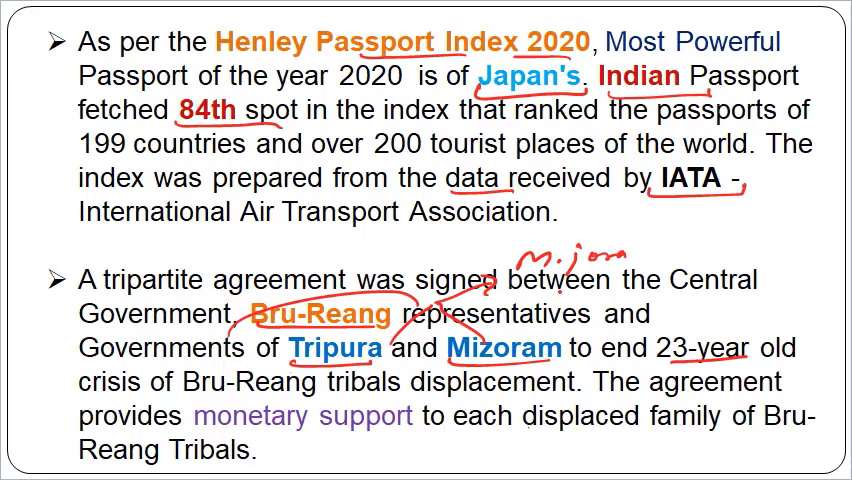 ➢ As per the Henley Passport Index 2020, Most Powerful
Passport of the year 2020 is of Japan's. Indian Passport
fetched 84th spot in the index that ranked the passports of
199 countries and over 200 tourist places of the world. The
index was prepared from the data received by IATA -
International Air Transport Association.
➢ A tripartite agreement was signed between the Central
Government, Bru-Reang representatives and
Governments of Tripura and Mizoram to end 23-year old
crisis of Bru-Reang tribals displacement. The agreement
provides monetary support to each displaced family of Bru-
Reang Tribals.